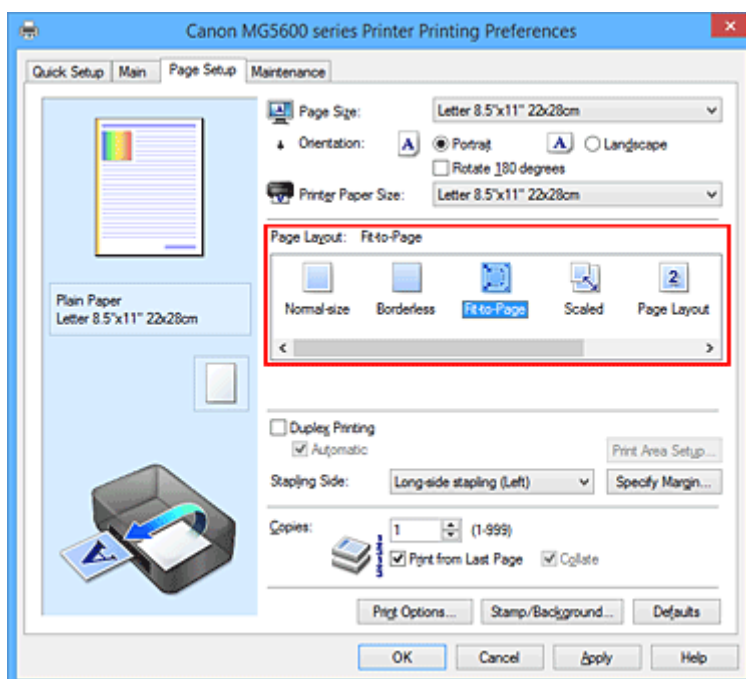 Canon MG5600 series Printer Printing Preferences
Quick Setup Main Page Setup Maintenance
Page Size: Letter 8.5"x11" 22x28cm
Orientation: A Portrait A Landscape
Rotate 180 degrees
Printer Paper Size: Letter 8.5"x11" 22x28cm
Page Layout: Fit-to-Page
2
Normal-size Borderless Fit-to-Page Scaled Page Layout
Plain Paper
Letter 8.5"x11" 22x28cm
Duplex Printing
Automatic
Print Area Setup...
Stapling Side: Long-side stapling (Left) Specify Margin...
Copies: 1 (1-999)
Print from Last Page Collate
A
Print Options... Stamp/Background... Defaults
OK Cancel Apply Help